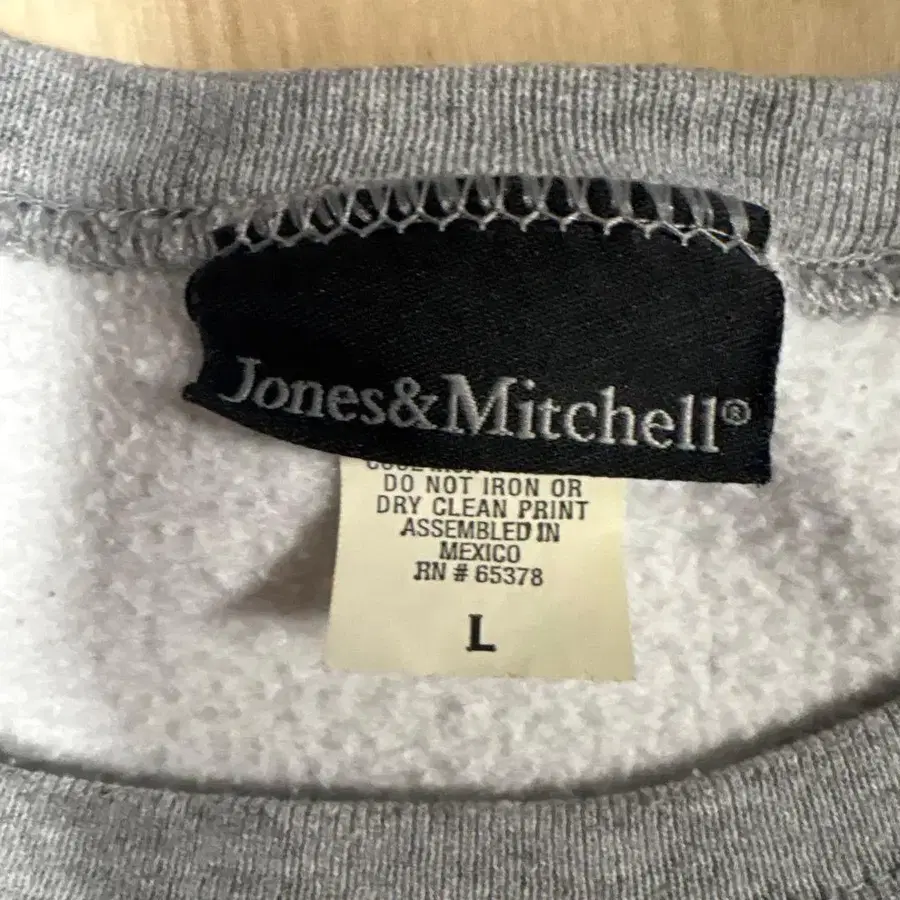 Jones&Mitchell®
DO NOT IRON OR
DRY CLEAN PRINT
ASSEMBLED IN
MEXICO
RN # 65378
L